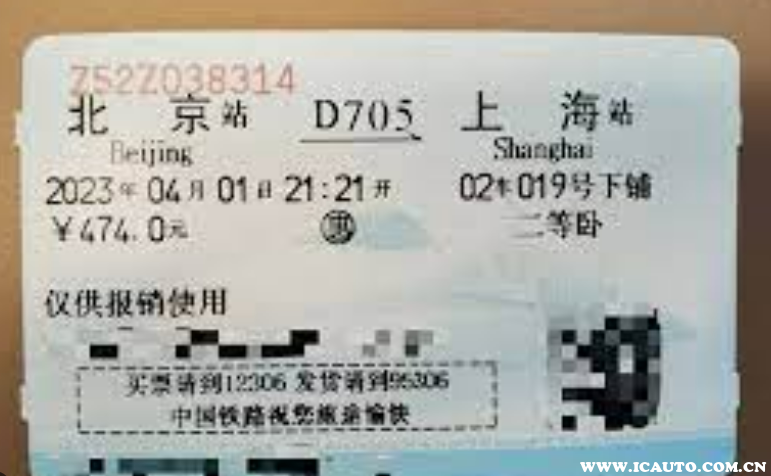 Z52Z038314
北京站 D705 上海站
Beijing Shanghai
2023年04月01日21:21开 02车019号下铺
￥474.0元 惠 二等卧
仅供报销使用
买票请到12306 发货请到95306
中国铁路祝您旅途愉快
WWW.ICAUTO.COM.CN